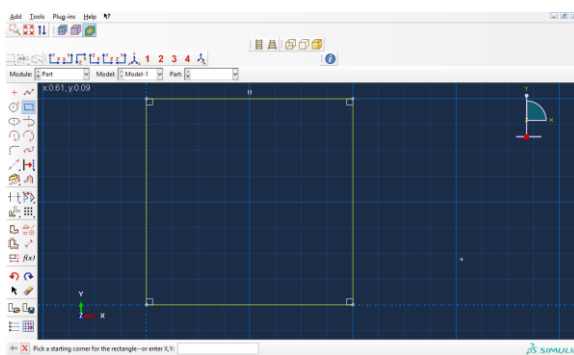 Add Tools Plug-ins Help
1 2 3 4
Module: Part Model: Model-1 Part:
x:0.61, y:0.09
H
Y
X
f(x)
Y
Z X
Pick a starting corner for the rectangle--or enter X,Y:
SIMULI